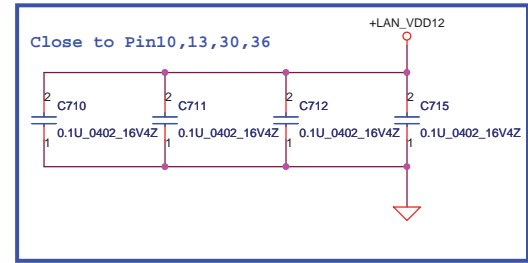 +LAN_VDD12
Close to Pin10,13,30,36
2 2 2 2
C710 C711 C712 C715
0.1U_0402_16V4Z 0.1U_0402_16V4Z 0.1U_0402_16V4Z 0.1U_0402_16V4Z
1 1 1 1